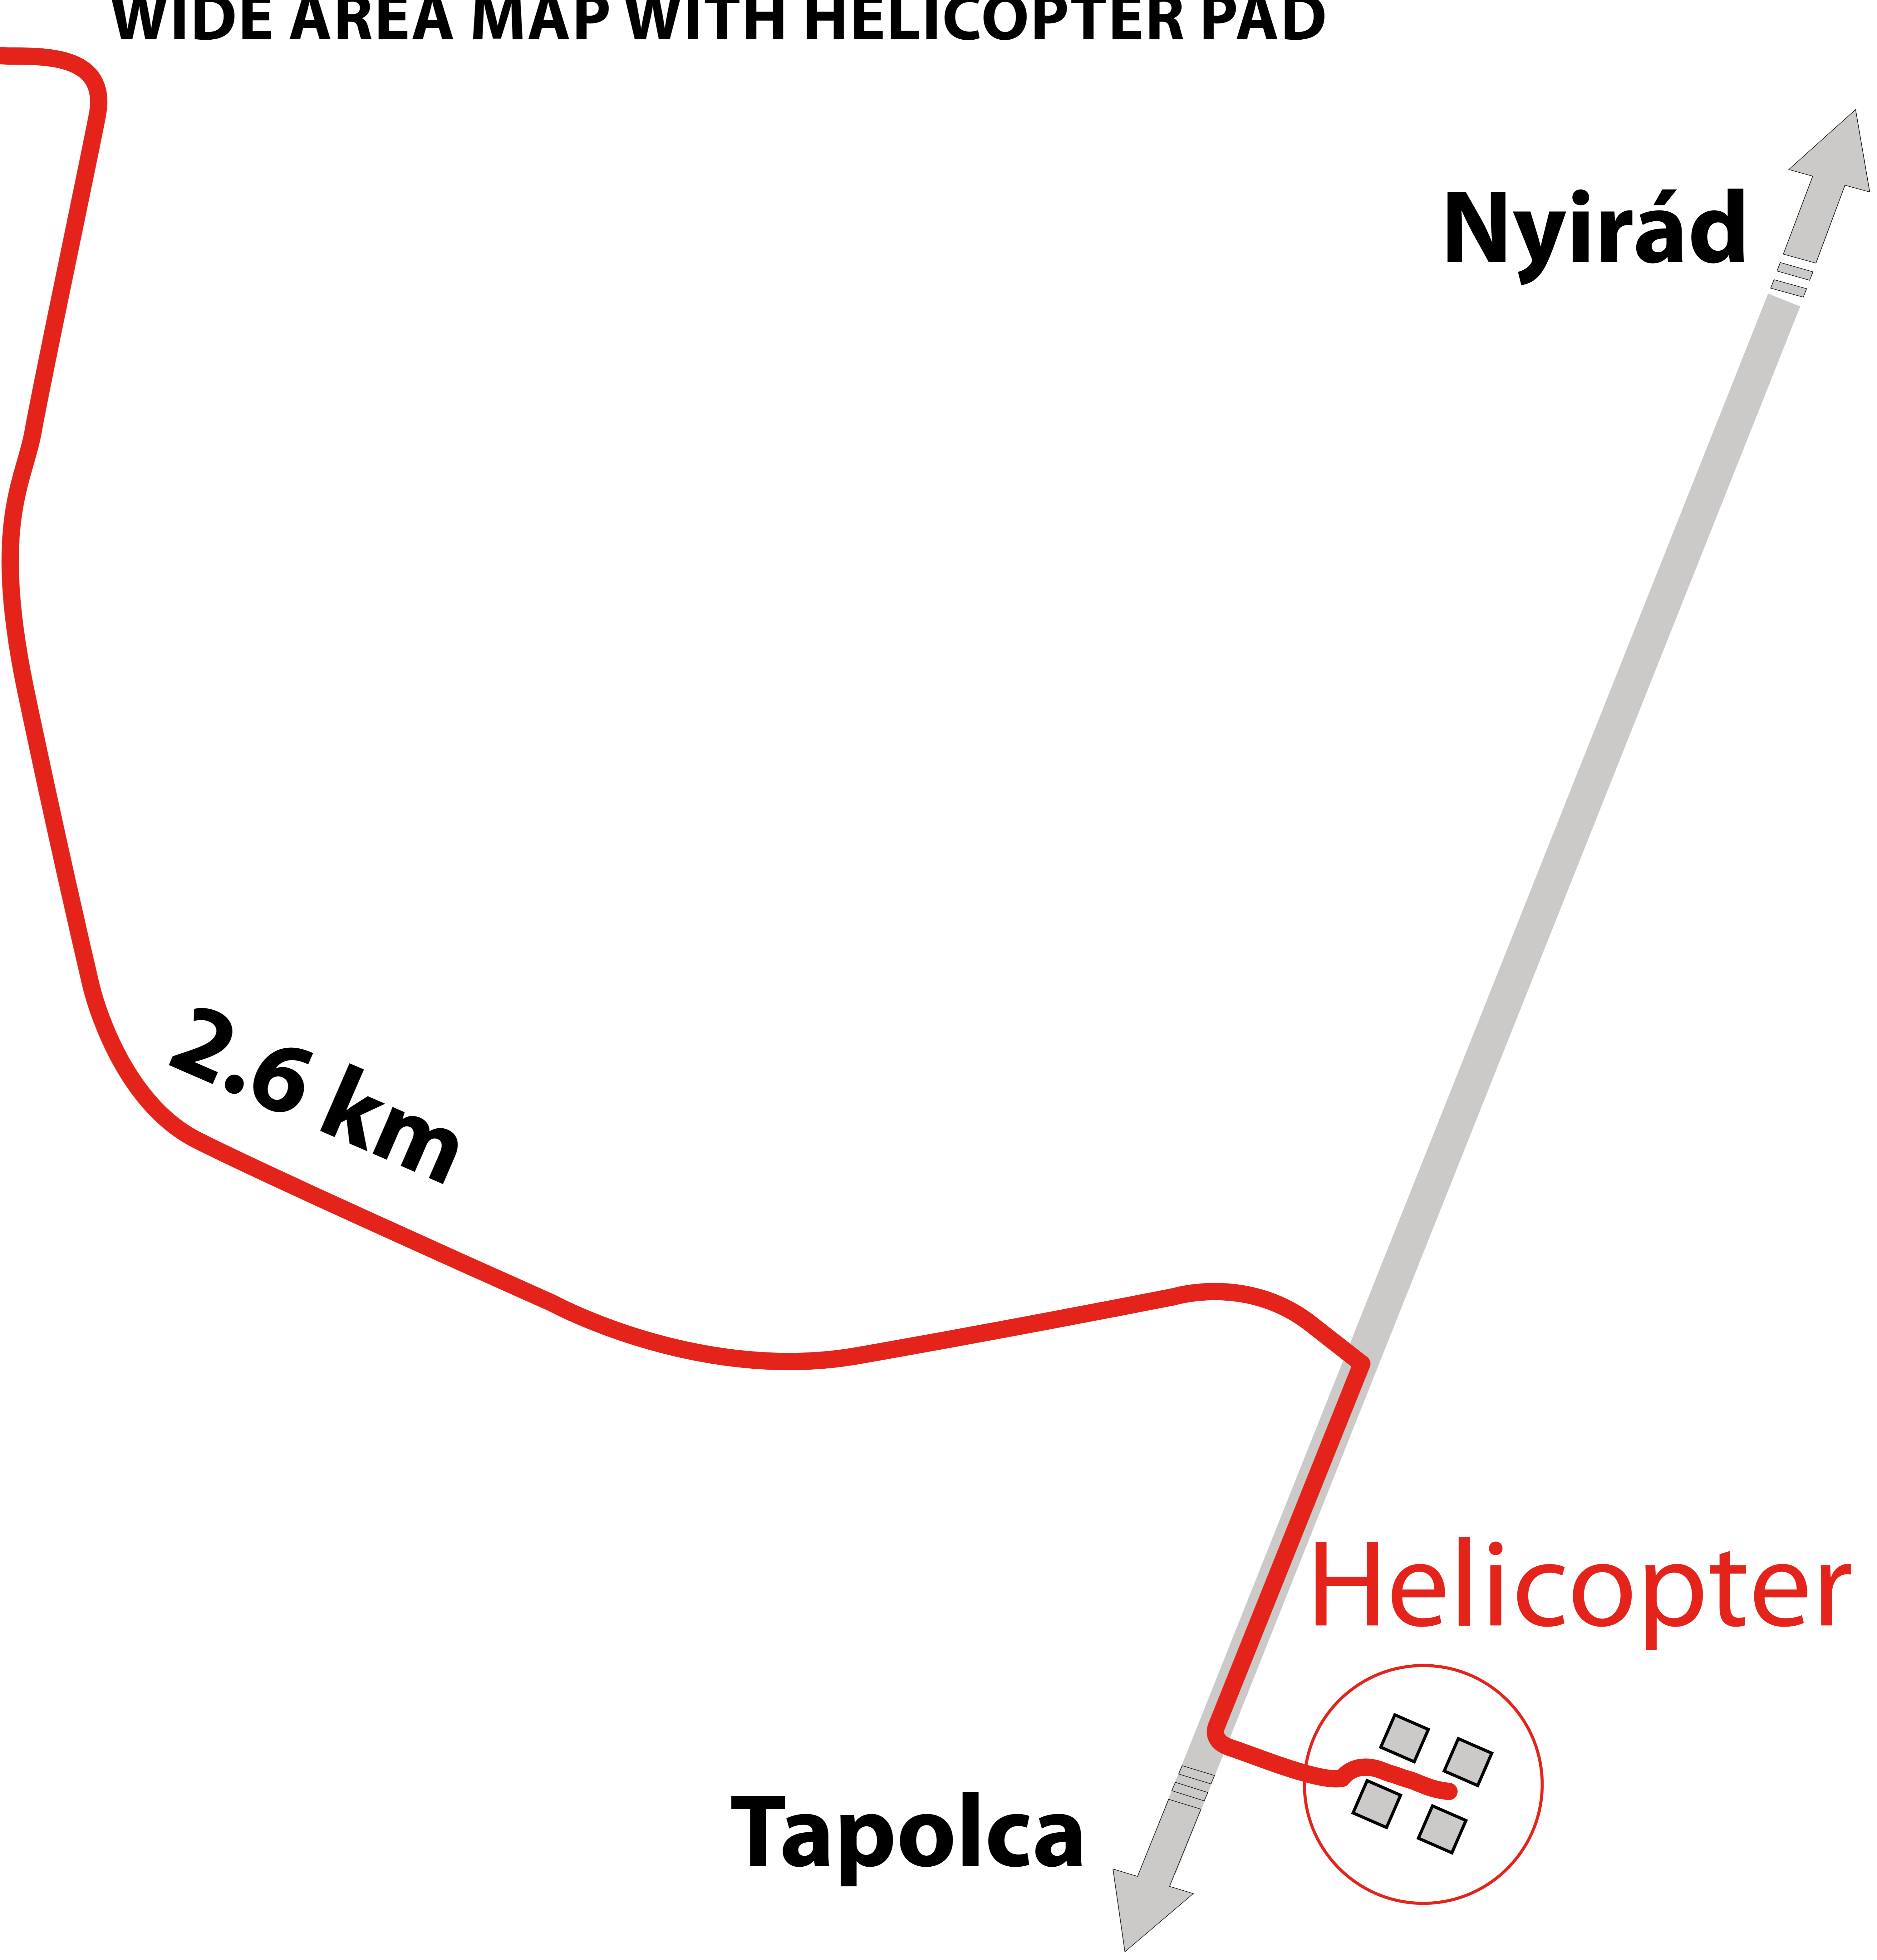 WIDE AREA MAP WITH HELICOPTER PAD
Nyirád
2.6 km
Helicopter
Tapolca